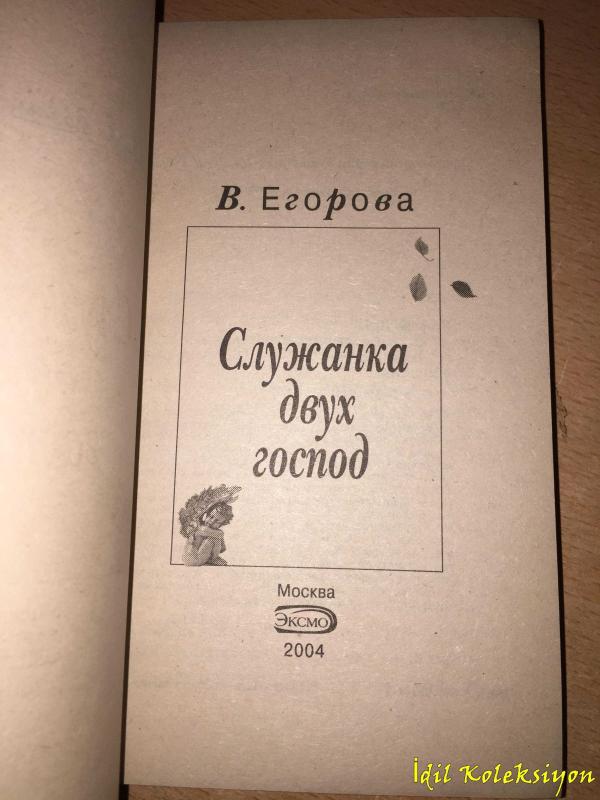 В. Егорова
Служанка
двух
господ
Москва
ЭКСМО
2004
İdil Koleksiyon